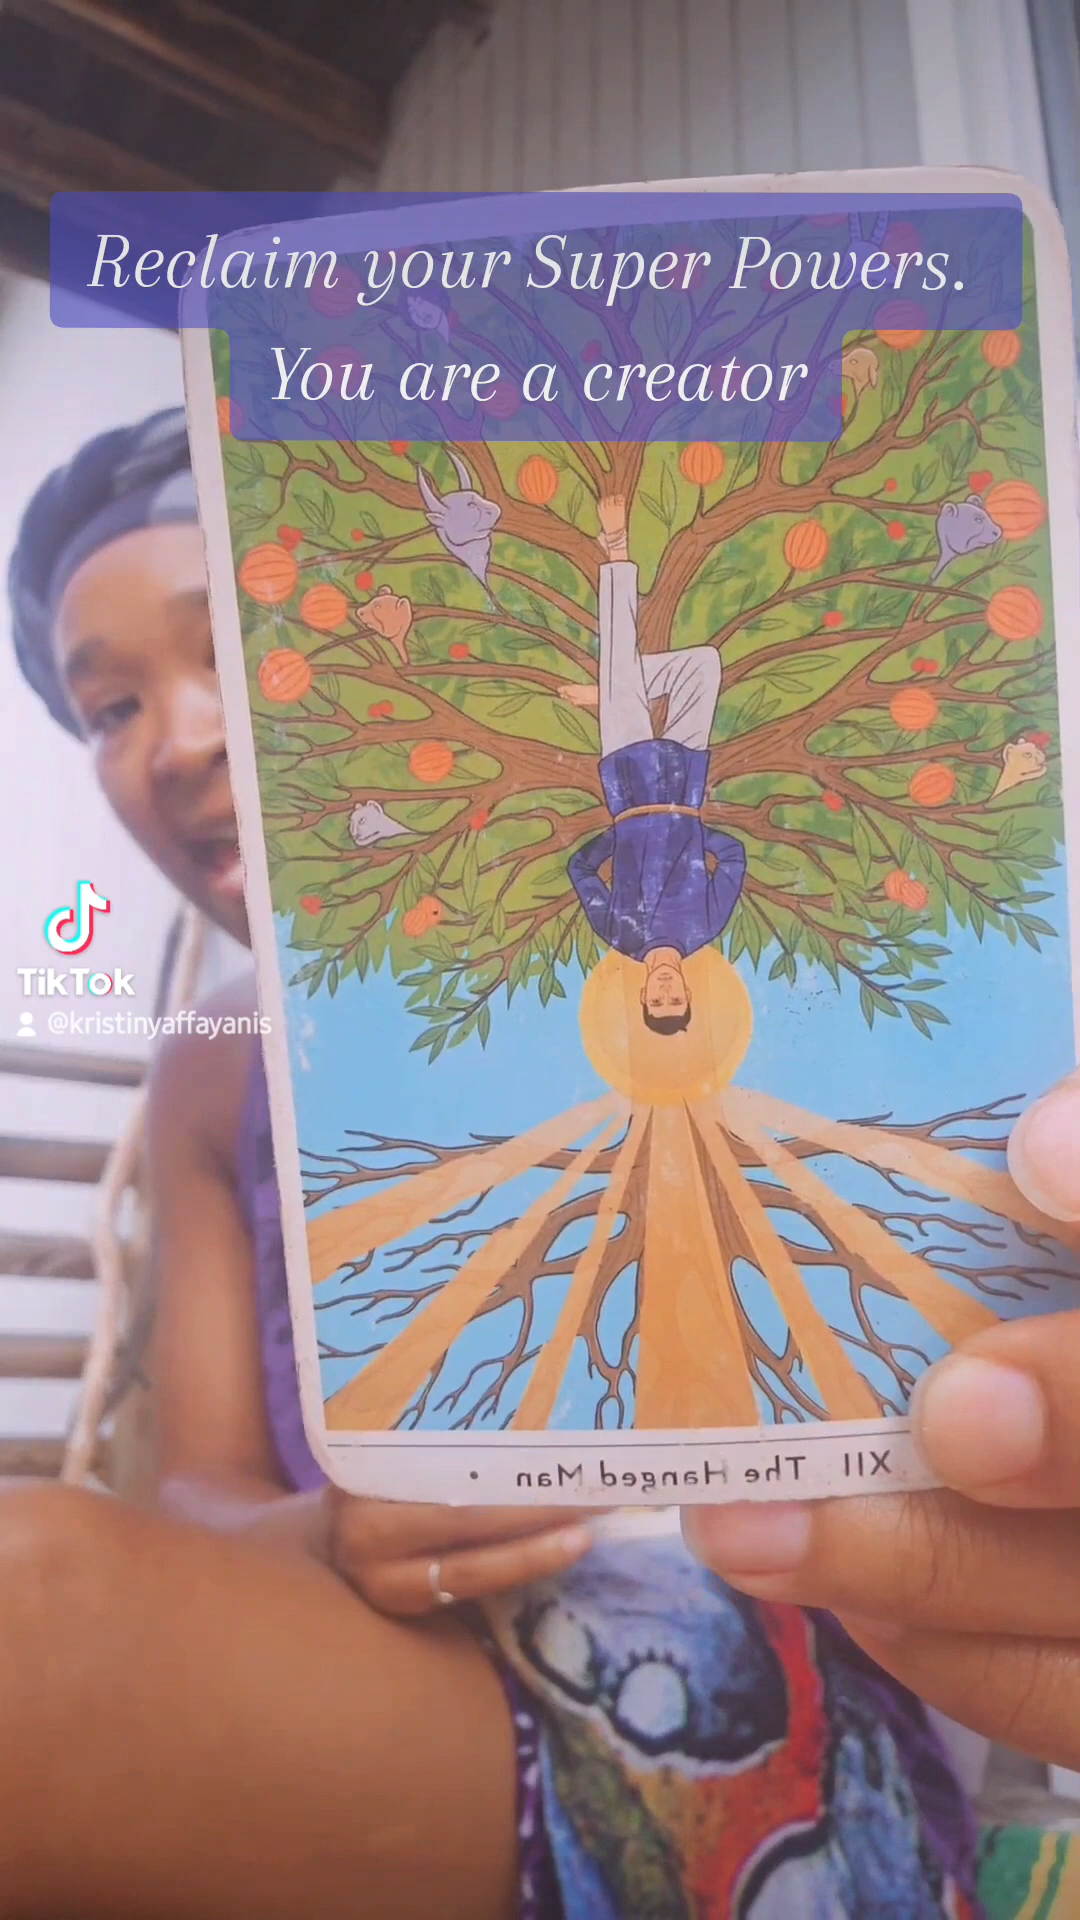 Reclaim your Super Powers.
You are a creator
TikTok
@kristinyaffayanis
XII The Hanged Man